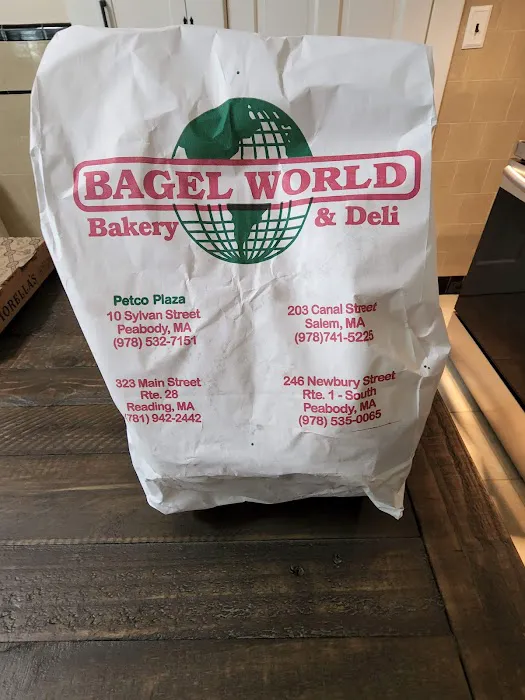 BAGEL WORLD
Bakery & Deli
Petco Plaza
10 Sylvan Street
Peabody, MA
(978) 532-7151
203 Canal Street
Salem, MA
(978)741-5225
323 Main Street
Rte. 28
Reading, MA
(781) 942-2442
246 Newbury Street
Rte. 1 - South
Peabody, MA
(978) 535-0065